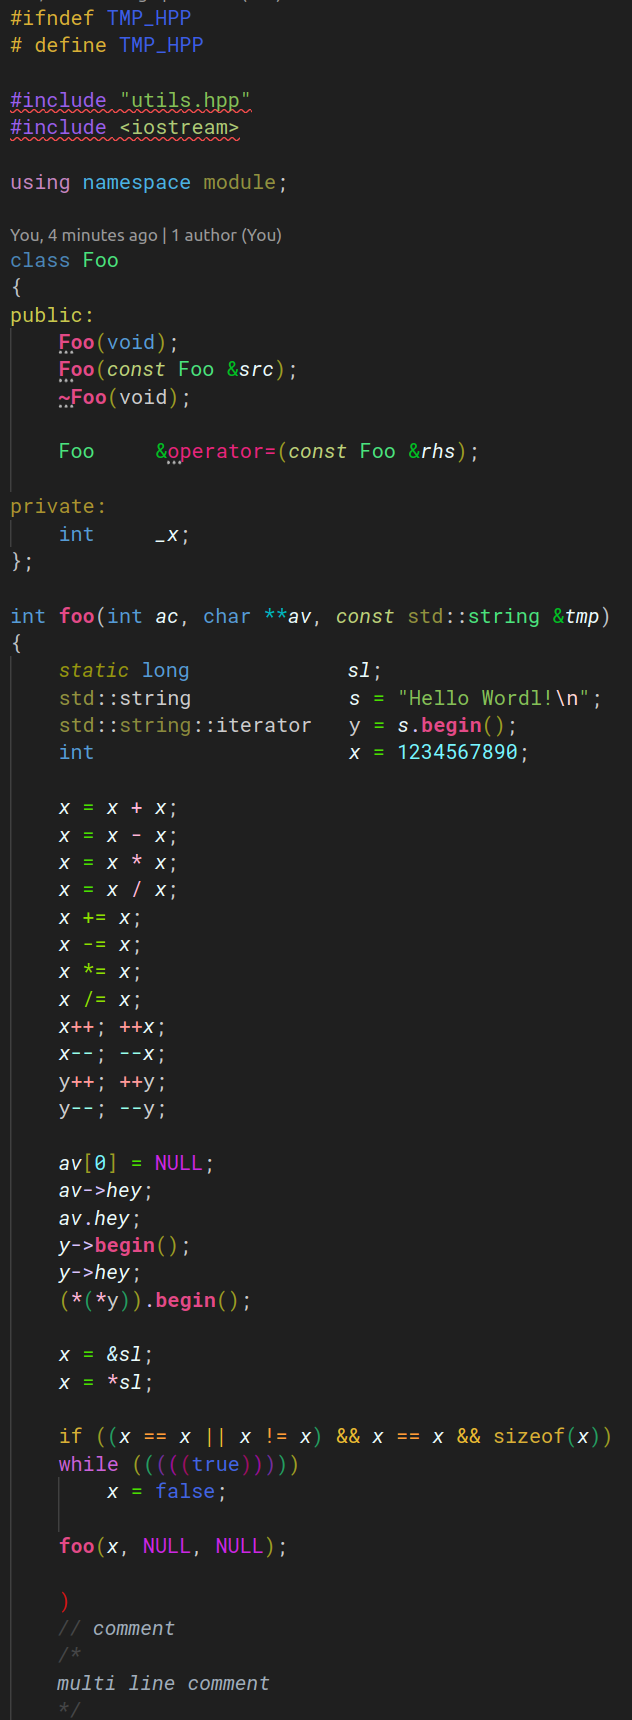 #ifndef TMP_HPP
# define TMP_HPP

#include "utils.hpp"
#include <iostream>

using namespace module;

You, 4 minutes ago | 1 author (You)
class Foo
{
public:
    Foo(void);
    Foo(const Foo &src);
    ~Foo(void);

    Foo     &operator=(const Foo &rhs);

private:
    int     _x;
};

int foo(int ac, char **av, const std::string &tmp)
{
    static long             sl;
    std::string             s = "Hello Wordl!\n";
    std::string::iterator   y = s.begin();
    int                     x = 1234567890;

    x = x + x;
    x = x - x;
    x = x * x;
    x = x / x;
    x += x;
    x -= x;
    x *= x;
    x /= x;
    x++; ++x;
    x--; --x;
    y++; ++y;
    y--; --y;

    av[0] = NULL;
    av->hey;
    av.hey;
    y->begin();
    y->hey;
    (*(*y)).begin();

    x = &sl;
    x = *sl;

    if ((x == x || x != x) && x == x && sizeof(x))
    while (((((true)))))
        x = false;

    foo(x, NULL, NULL);

    )
    // comment
    /*
    multi line comment
    */